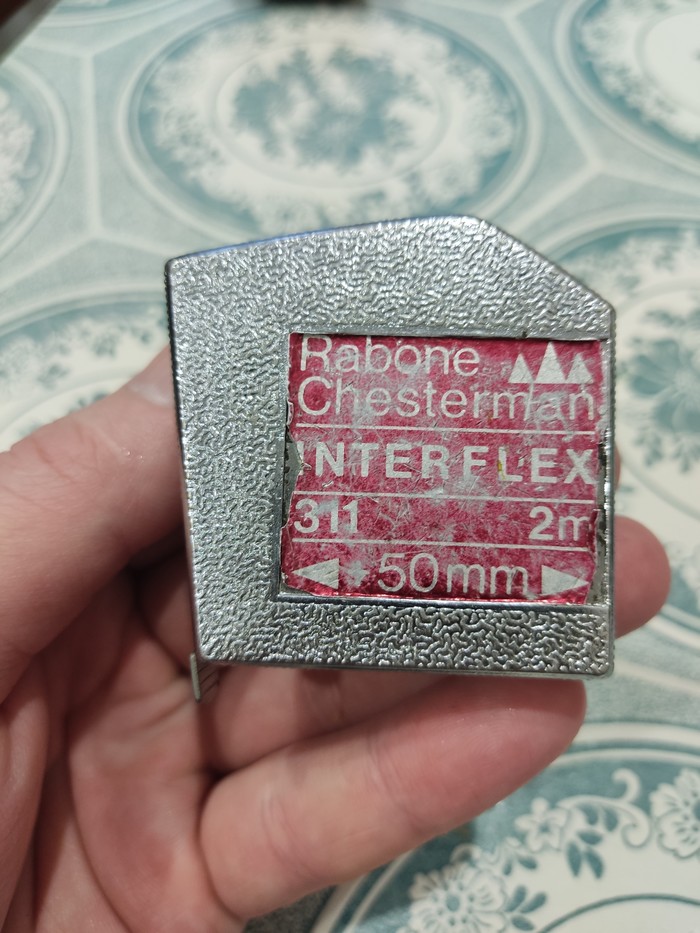 Rabone
Chesterman
INTERFLEX
311 2m
+50mm